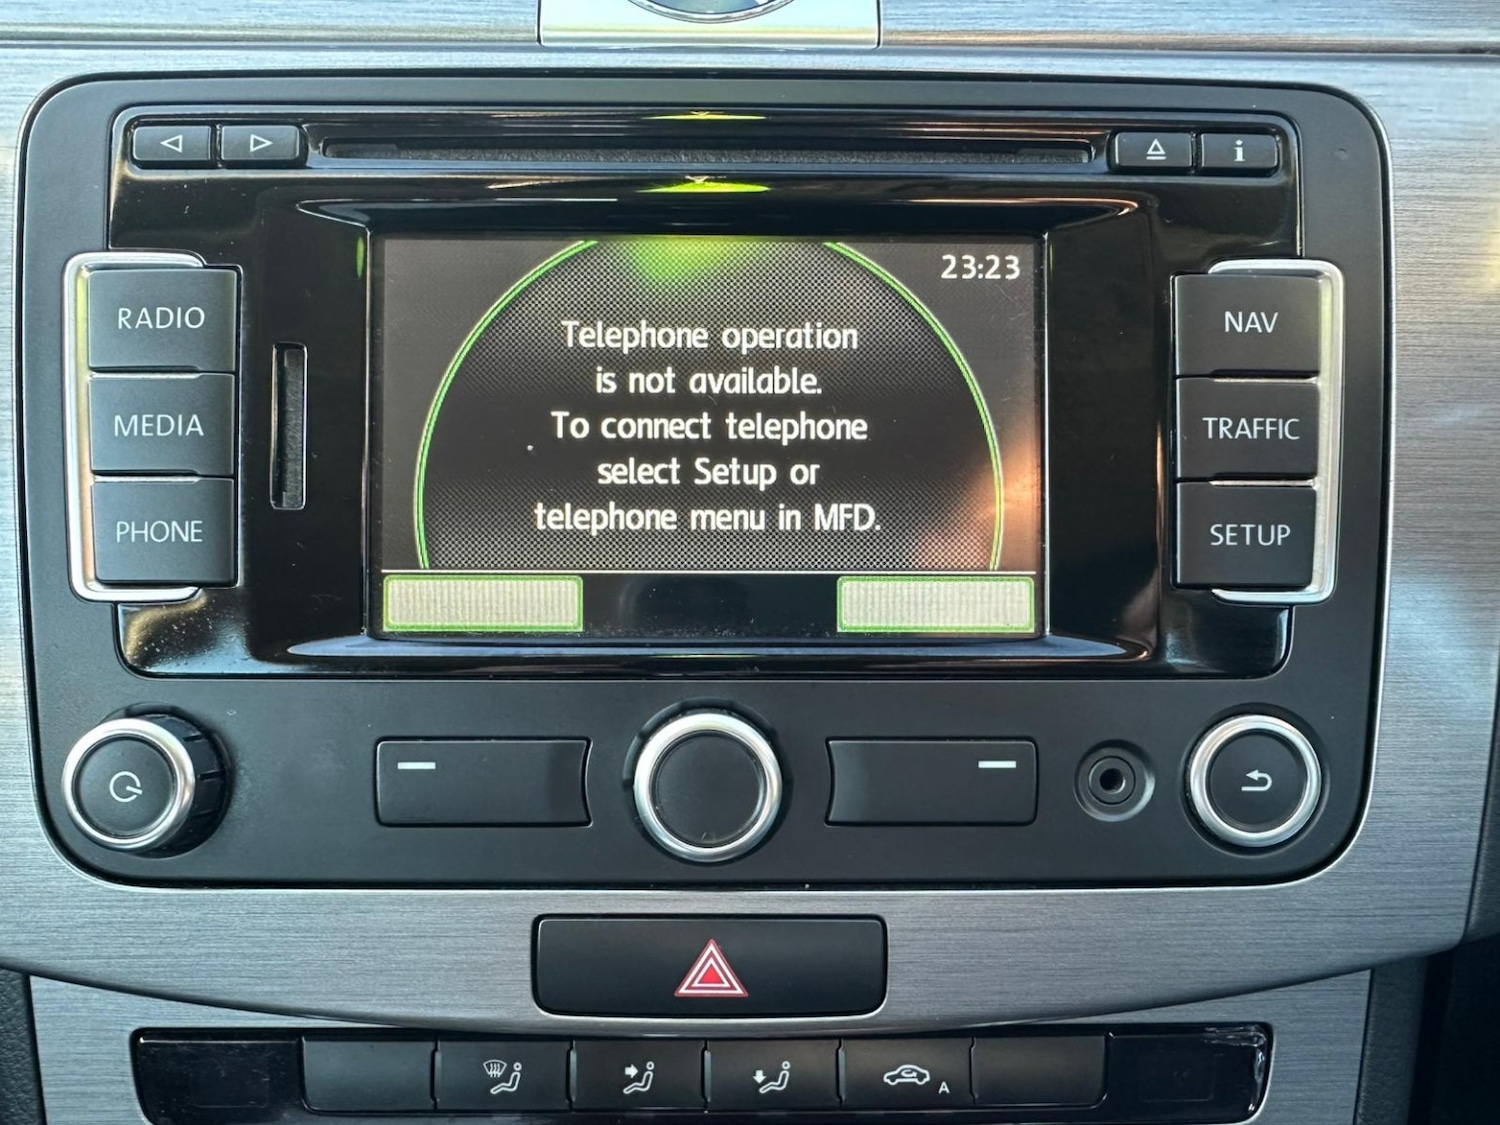 i
23:23
RADIO
MEDIA
PHONE
Telephone operation
is not available.
To connect telephone
select Setup or
telephone menu in MFD.
NAV
TRAFFIC
SETUP
A